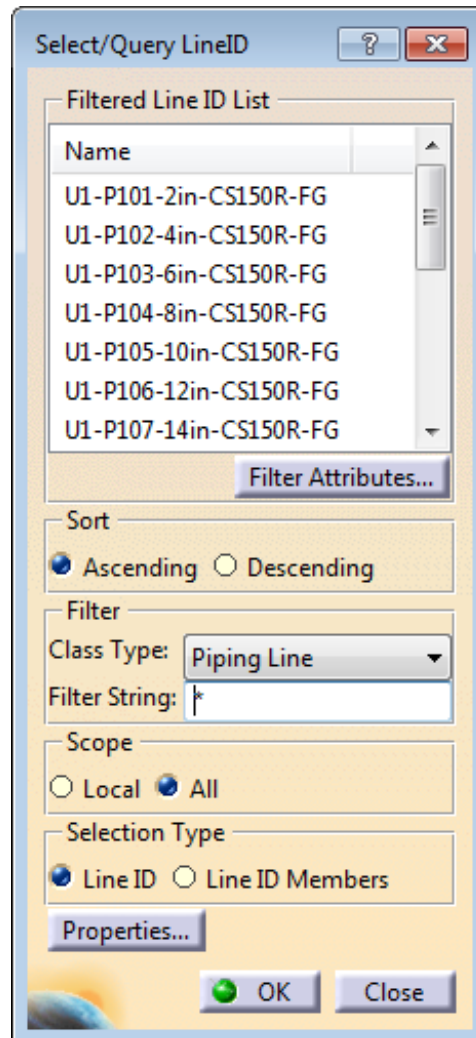 Select/Query LineID
Filtered Line ID List
Name
U1-P101-2in-CS150R-FG
U1-P102-4in-CS150R-FG
U1-P103-6in-CS150R-FG
U1-P104-8in-CS150R-FG
U1-P105-10in-CS150R-FG
U1-P106-12in-CS150R-FG
U1-P107-14in-CS150R-FG
Filter Attributes...
Sort
Ascending Descending
Filter
Class Type: Piping Line
Filter String: *
Scope
Local All
Selection Type
Line ID Line ID Members
Properties...
OK Close